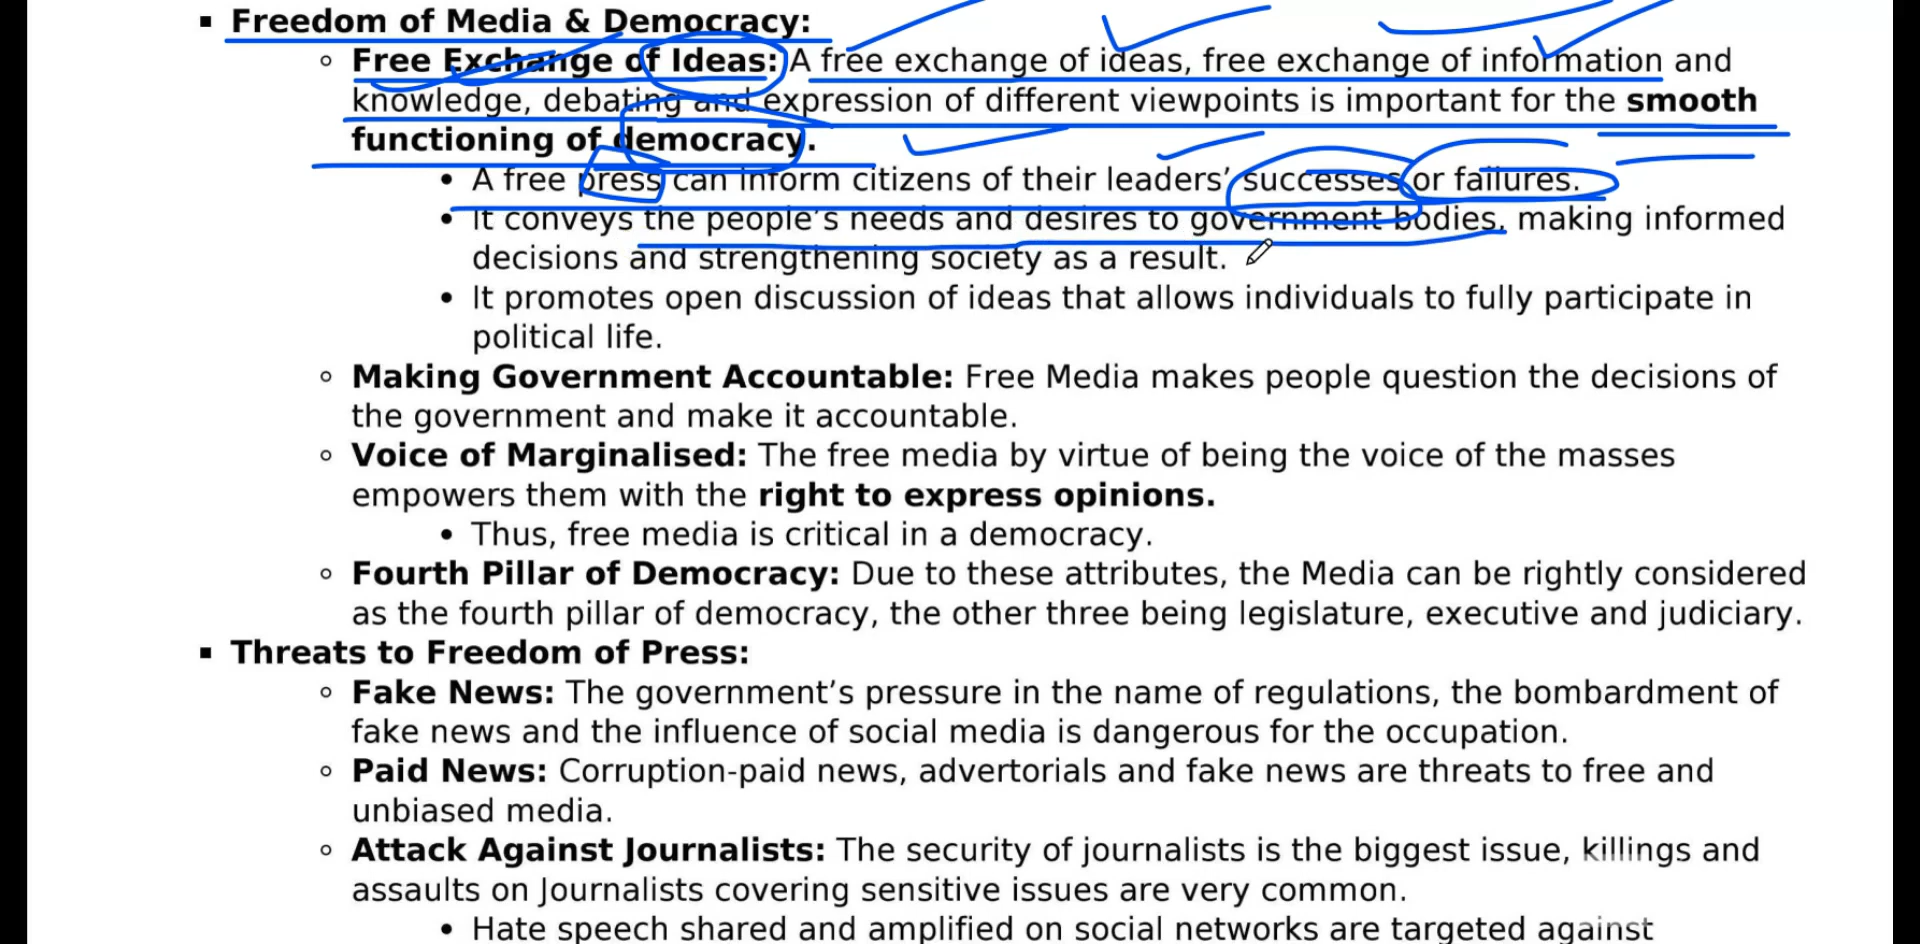 ▪ Freedom of Media & Democracy:
◦ Free Exchange of Ideas: A free exchange of ideas, free exchange of information and
knowledge, debating and expression of different viewpoints is important for the smooth
functioning of democracy.
• A free press can inform citizens of their leaders’ successes or failures.
• It conveys the people’s needs and desires to government bodies, making informed
decisions and strengthening society as a result.
• It promotes open discussion of ideas that allows individuals to fully participate in
political life.
◦ Making Government Accountable: Free Media makes people question the decisions of
the government and make it accountable.
◦ Voice of Marginalised: The free media by virtue of being the voice of the masses
empowers them with the right to express opinions.
• Thus, free media is critical in a democracy.
◦ Fourth Pillar of Democracy: Due to these attributes, the Media can be rightly considered
as the fourth pillar of democracy, the other three being legislature, executive and judiciary.
▪ Threats to Freedom of Press:
◦ Fake News: The government’s pressure in the name of regulations, the bombardment of
fake news and the influence of social media is dangerous for the occupation.
◦ Paid News: Corruption-paid news, advertorials and fake news are threats to free and
unbiased media.
◦ Attack Against Journalists: The security of journalists is the biggest issue, killings and
assaults on Journalists covering sensitive issues are very common.
• Hate speech shared and amplified on social networks are targeted against